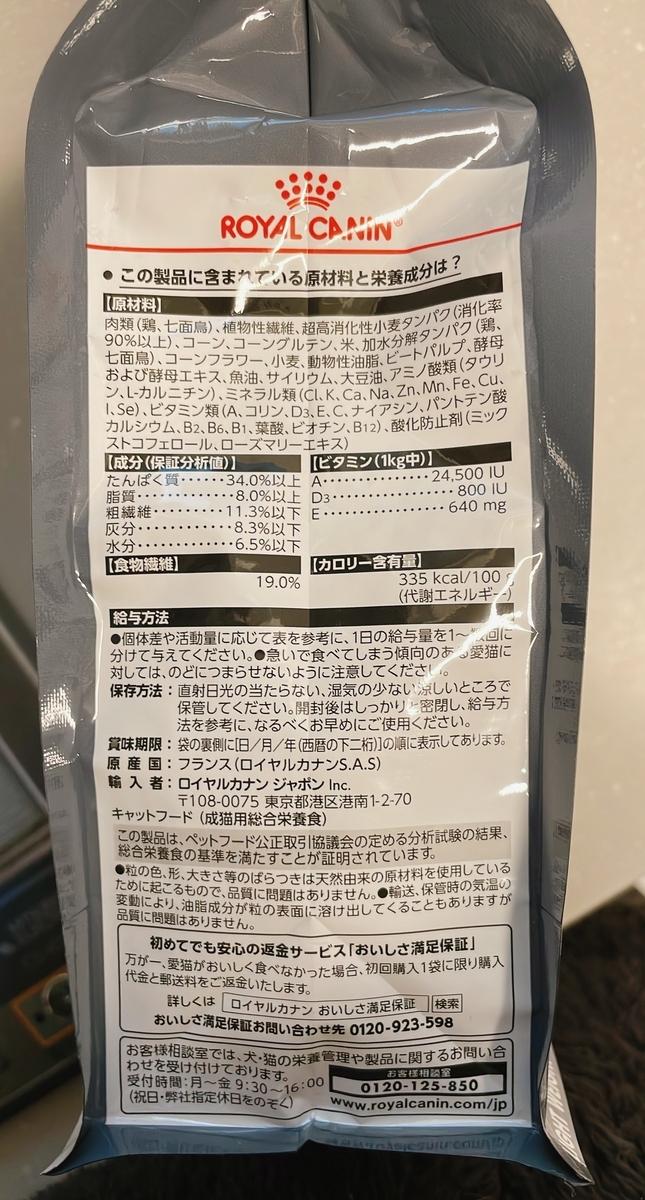 ROYAL CANIN®
● この製品に含まれている原材料と栄養成分は？
【原材料】
肉類（鶏、七面鳥）、植物性繊維、超高消化性小麦タンパク（消化率
90%以上）、コーン、コーングルテン、米、加水分解タンパク（鶏、
七面鳥）、コーンフラワー、小麦、動物性油脂、ビートパルプ、酵母
および酵母エキス、魚油、サイリウム、大豆油、アミノ酸類（タウリ
ン、L-カルニチン）、ミネラル類（Cl、K、Ca、Na、Zn、Mn、Fe、Cu、
I、Se）、ビタミン類（A、コリン、D3、E、C、ナイアシン、パントテン酸
カルシウム、B2、B6、B1、葉酸、ビオチン、B12）、酸化防止剤（ミック
ストコフェロール、ローズマリーエキス）
【成分（保証分析値）】
たんぱく質‥‥‥34.0%以上
脂質‥‥‥‥‥‥8.0%以上
粗繊維‥‥‥‥‥11.3%以下
灰分‥‥‥‥‥‥8.3%以下
水分‥‥‥‥‥‥6.5%以下
【ビタミン（1kg中）】
A‥‥‥‥‥‥24,500 IU
D3‥‥‥‥‥‥800 IU
E‥‥‥‥‥‥640 mg
【食物繊維】
19.0%
【カロリー含有量】
335 kcal/100 g
（代謝エネルギー）
給与方法
●個体差や活動量に応じて表を参考に、1日の給与量を1〜数回に
分けて与えてください。●急いで食べてしまう傾向のある愛猫に
対しては、のどにつまらせないように注意してください。
保存方法：直射日光の当たらない、湿気の少ない涼しいところで
保管してください。開封後はしっかりと密閉し、給与方
法を参考に、なるべくお早めにご使用ください。
賞味期限：袋の裏側に[日／月／年（西暦の下二桁）]の順に表示してあります。
原産国：フランス（ロイヤルカナンS.A.S）
輸入者：ロイヤルカナン ジャポン Inc.
〒108-0075 東京都港区港南1-2-70
キャットフード（成猫用総合栄養食）
この製品は、ペットフード公正取引協議会の定める分析試験の結果、
総合栄養食の基準を満たすことが証明されています。
●粒の色、形、大きさ等のばらつきは天然由来の原材料を使用している
ために起こるもので、品質に問題はありません。●輸送、保管時の気温の
変動により、油脂成分が粒の表面に溶け出してくることもありますが
品質に問題はありません。
初めてでも安心の返金サービス「おいしさ満足保証」
万が一、愛猫がおいしく食べなかった場合、初回購入1袋に限り購入
代金と郵送料をご返金いたします。
詳しくは ロイヤルカナン おいしさ満足保証 検索
おいしさ満足保証お問い合わせ先 0120-923-598
お客様相談室では、犬・猫の栄養管理や製品に関するお問い合
わせを受け付けております。
受付時間：月〜金 9:30〜16:00
（祝日・弊社指定休日をのぞく）
お客様相談室
0120-125-850
www.royalcanin.com/jp